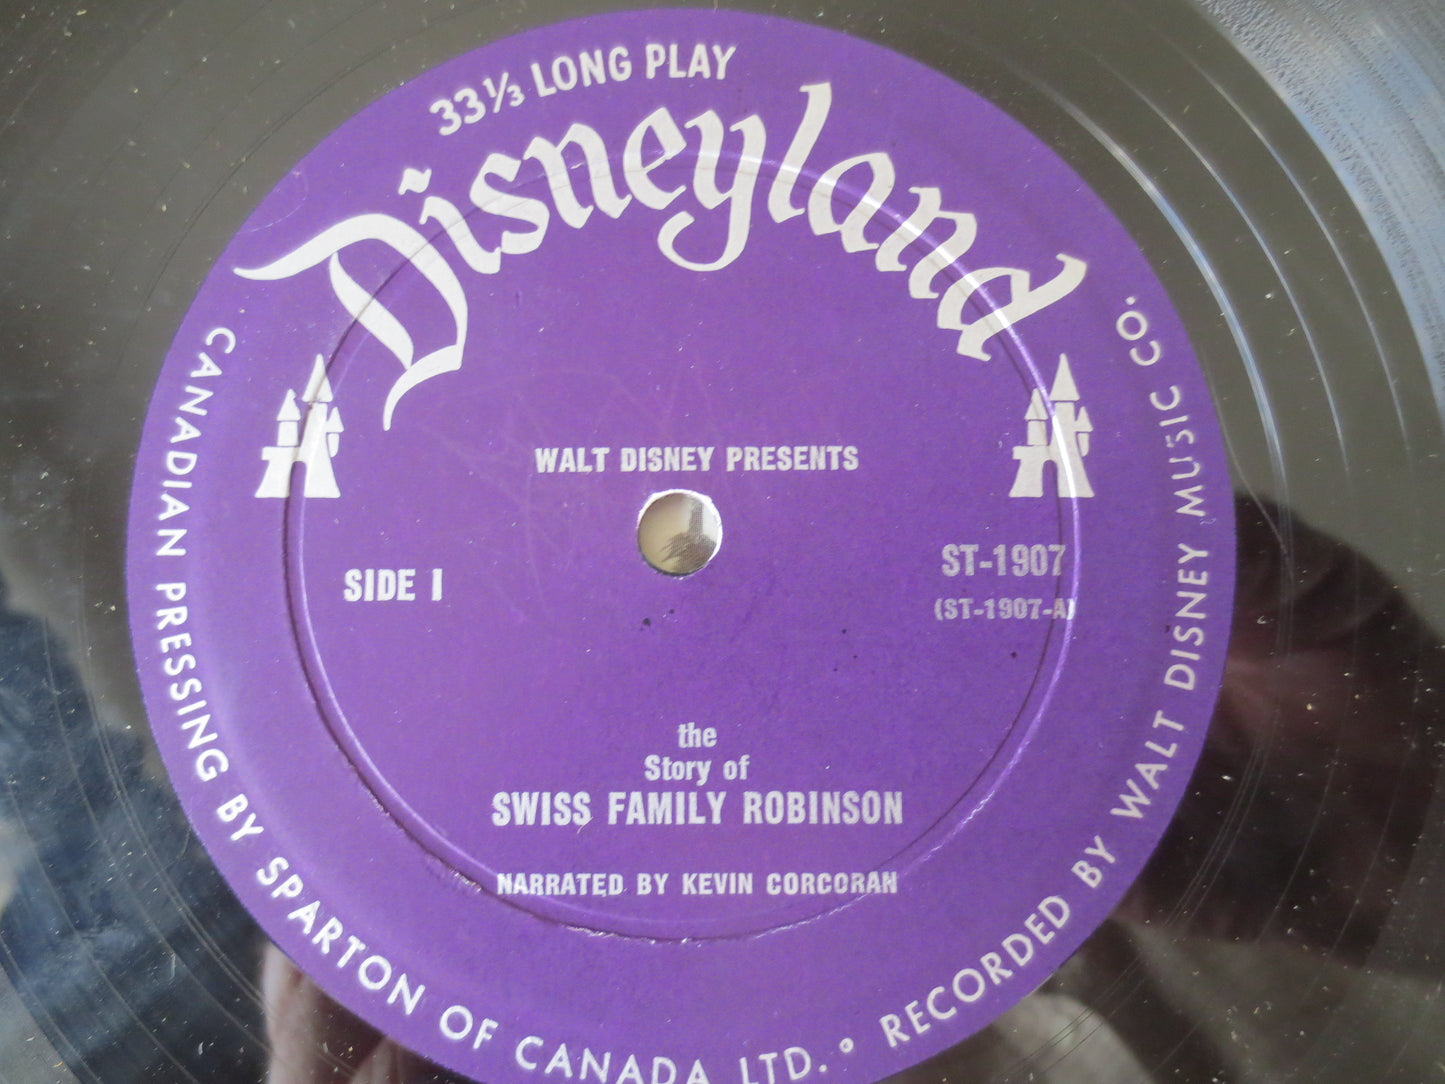 33⅓ LONG PLAY
Disneyland
WALT DISNEY PRESENTS
SIDE 1
ST-1907
(ST-1907-A)
the
Story of
SWISS FAMILY ROBINSON
NARRATED BY KEVIN CORCORAN
CANADIAN PRESSING BY SPARTON OF CANADA LTD. • RECORDED BY WALT DISNEY MUSIC CO.